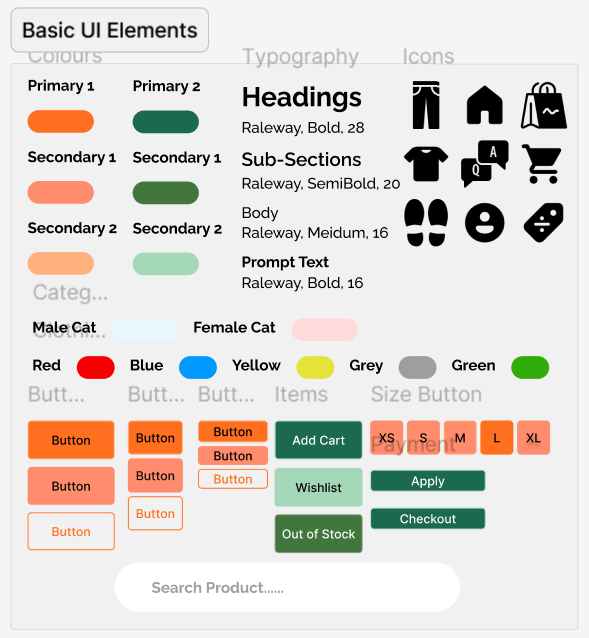 Basic UI Elements
Colours
Typography
Icons
Primary 1
Primary 2
Headings
Raleway, Bold, 28
Secondary 1
Secondary 1
Sub-Sections
Raleway, SemiBold, 20
A
Q
Secondary 2
Secondary 2
Body
Raleway, Meidum, 16
Prompt Text
Raleway, Bold, 16
Categ...
Male Cat
Female Cat
Clothi...
Red
Blue
Yellow
Grey
Green
Butt...
Butt...
Butt...
Items
Size Button
Button
Button
Button
Add Cart
XS
S
M
L
XL
Payment
Button
Button
Button
Button
Button
Button
Wishlist
Apply
Out of Stock
Checkout
Search Product......